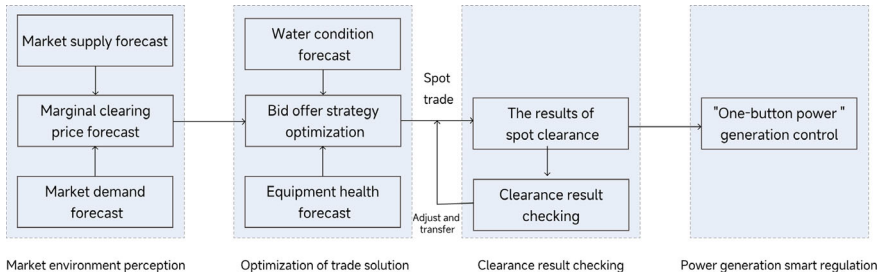 Market supply forecast
Marginal clearing
price forecast
Market demand
forecast
Market environment perception
Water condition
forecast
Bid offer strategy
optimization
Equipment health
forecast
Optimization of trade solution
Spot
trade
Adjust and
transfer
The results of
spot clearance
Clearance result
checking
Clearance result checking
"One-button power "
generation control
Power generation smart regulation